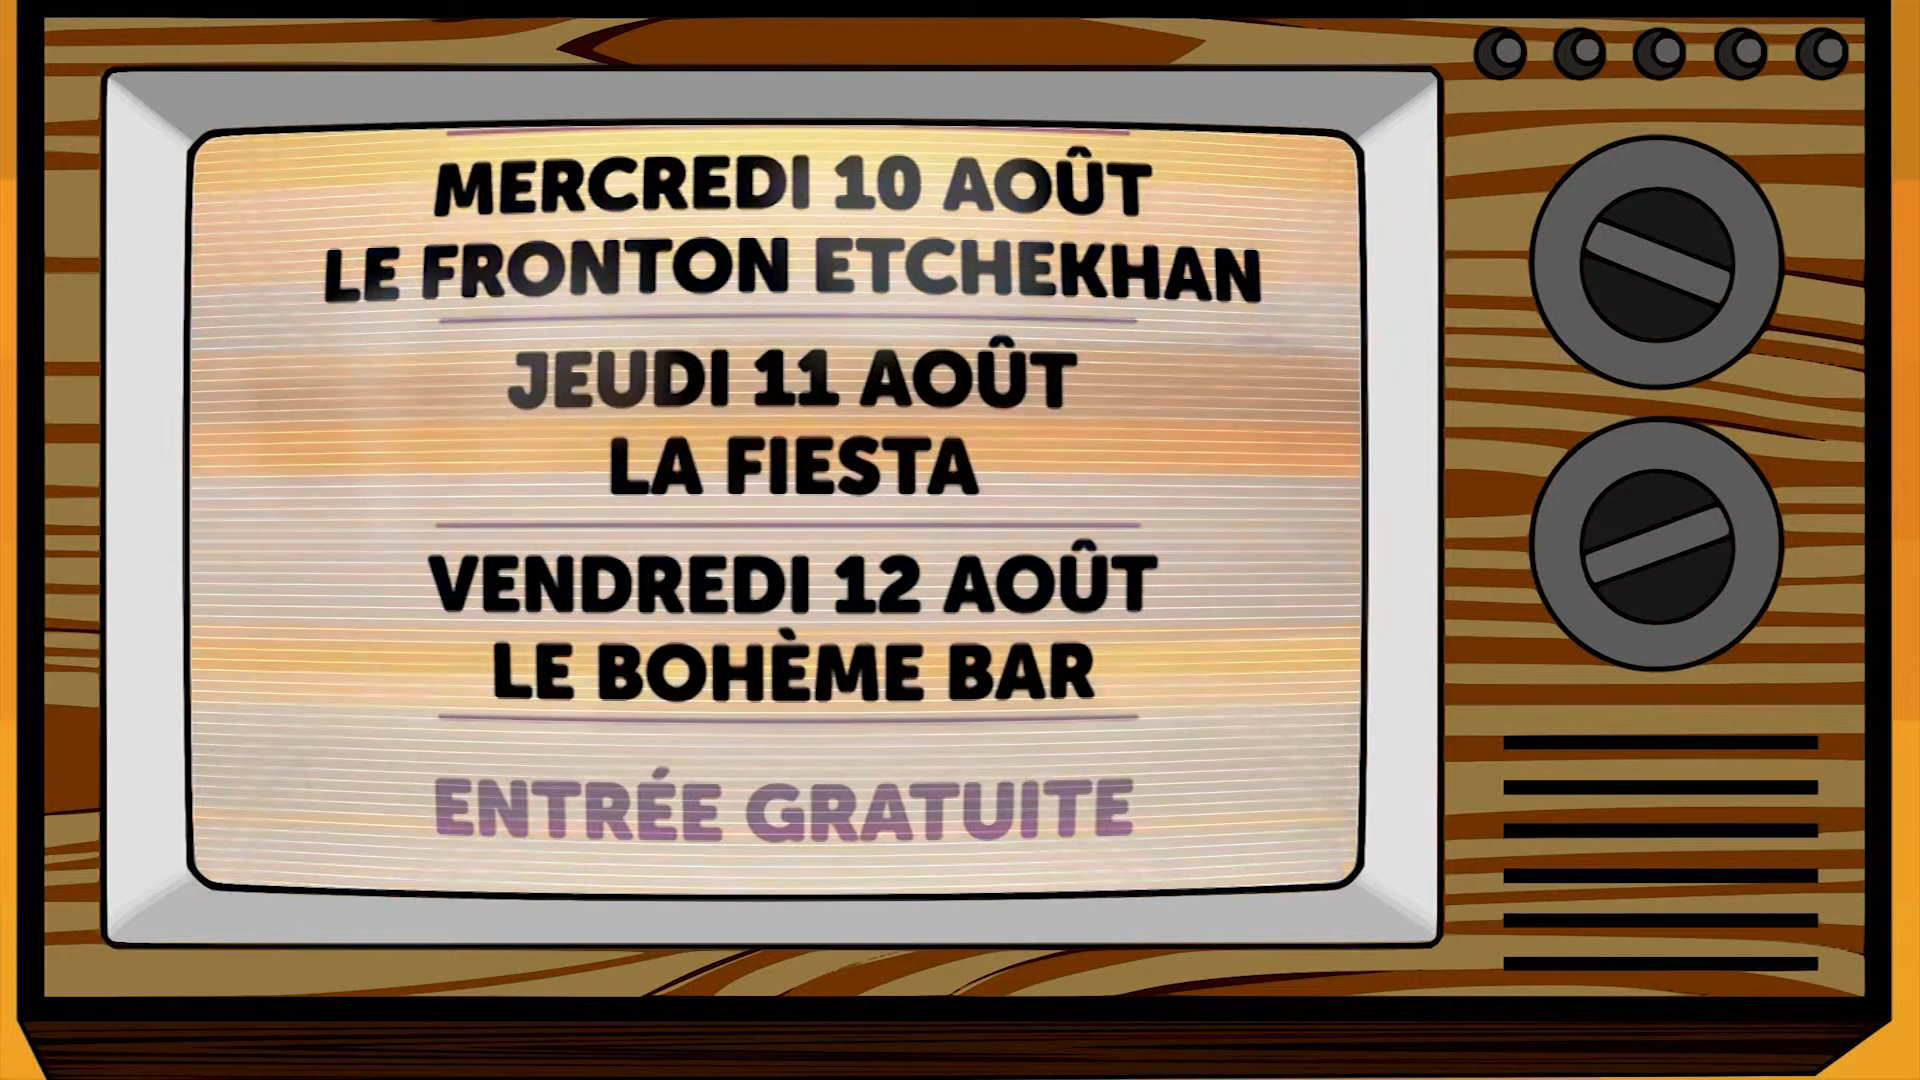 MERCREDI 10 AOÛT
LE FRONTON ETCHEKHAN
JEUDI 11 AOÛT
LA FIESTA
VENDREDI 12 AOÛT
LE BOHÈME BAR
ENTRÉE GRATUITE